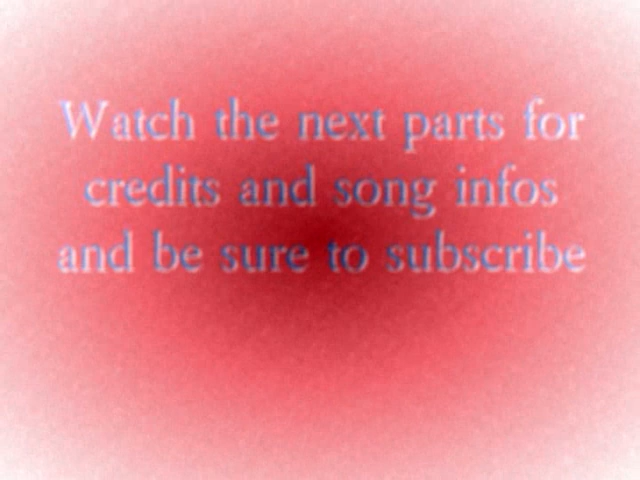 Watch the next parts for
credits and song infos
and be sure to subscribe